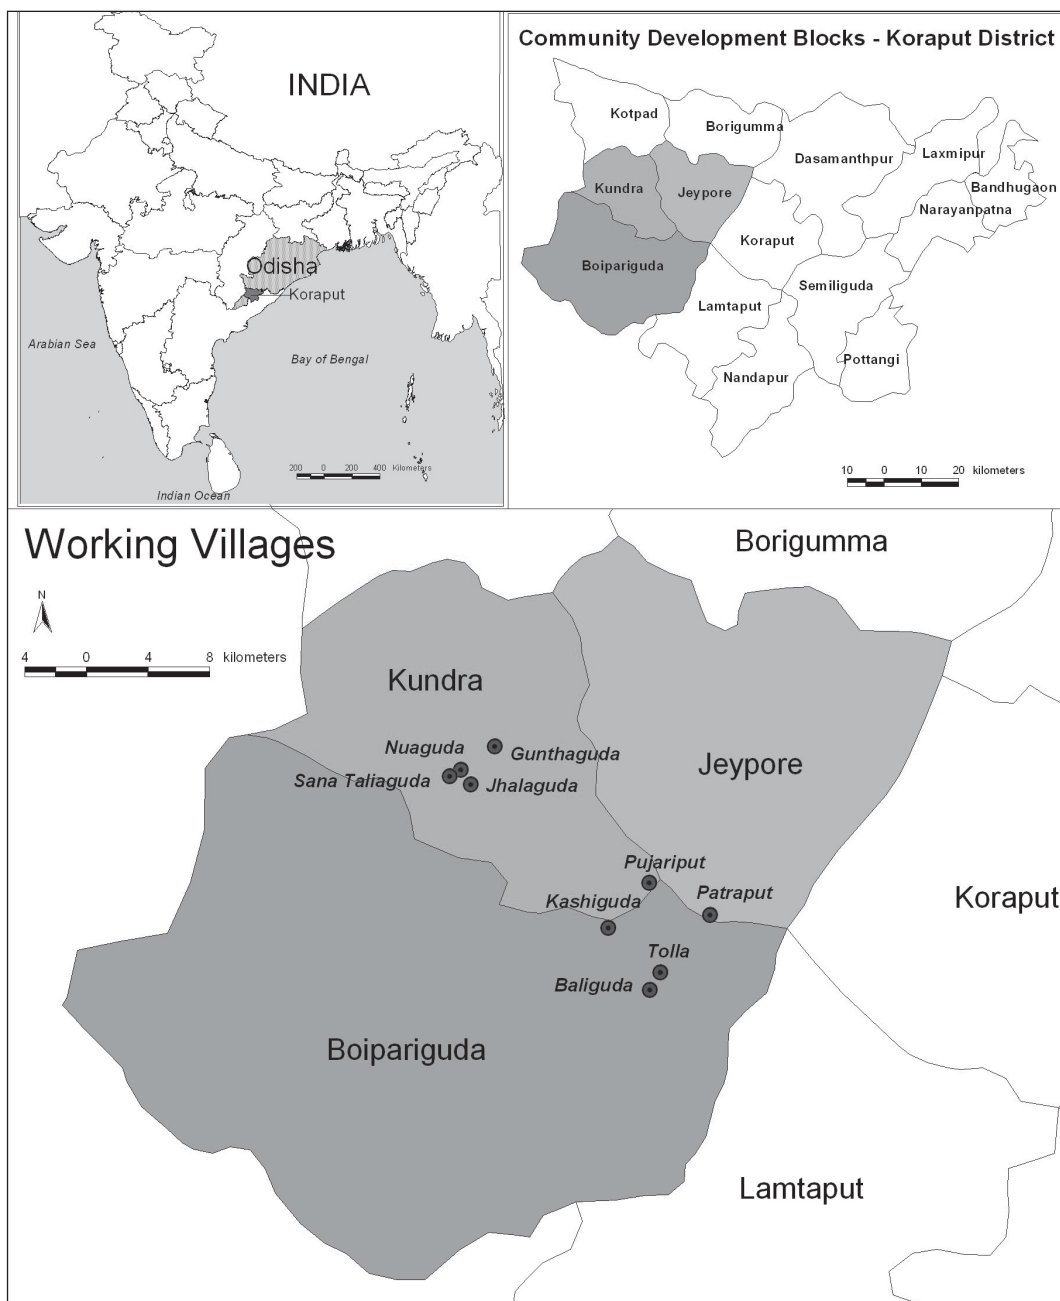 INDIA
Odisha
Koraput
Arabian Sea
Bay of Bengal
200 0 200 400 Kilometers
Indian Ocean
Community Development Blocks - Koraput District
Kotpad
Borigumma
Dasamanthpur
Laxmipur
Bandhugaon
Kundra
Jeypore
Narayanpatna
Koraput
Boipariguda
Semiliguda
Lamtaput
Pottangi
Nandapur
10 0 10 20 kilometers
Working Villages
Borigumma
N
4 0 4 8 kilometers
Kundra
Nuaguda
Gunthaguda
Jeypore
Sana Taliaguda
Jhalaguda
Pujariput
Patraput
Kashiguda
Koraput
Tolla
Baliguda
Boipariguda
Lamtaput